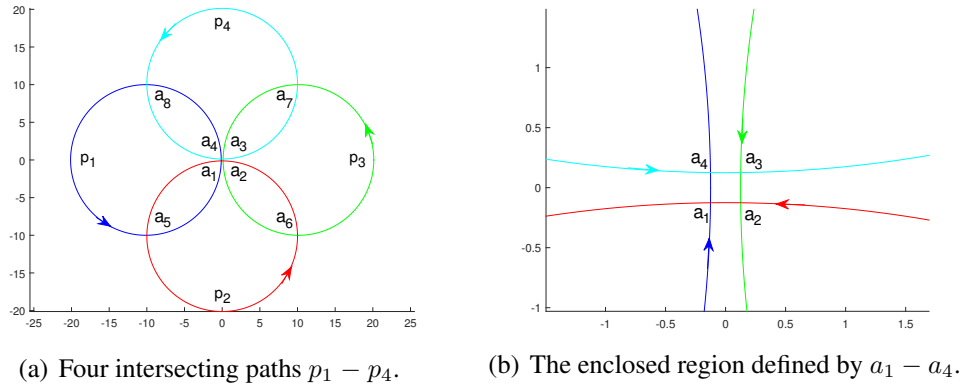 20
15
10
5
0
-5
-10
-15
-20
-25 -20 -15 -10 -5 0 5 10 15 20 25
p4
a8 a7
p1 a4 a3 p3
a1 a2
a5 a6
p2
1
0.5
0
-0.5
-1
-1 -0.5 0 0.5 1 1.5
a4 a3
a1 a2
(a) Four intersecting paths p1 − p4.
(b) The enclosed region defined by a1 − a4.